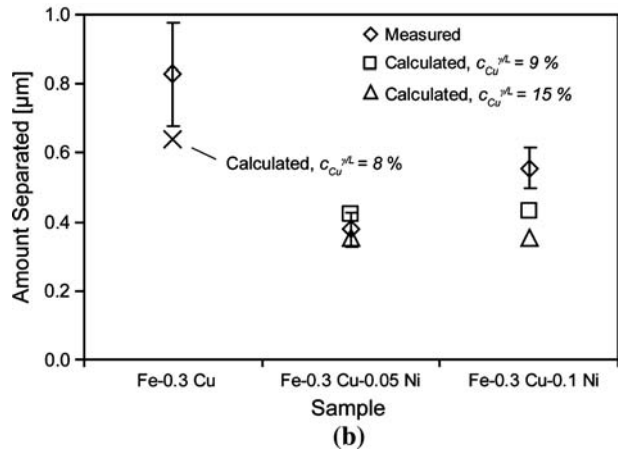 1.0
0.8
0.6
0.4
0.2
0.0
Amount Separated [µm]
Measured
Calculated, c_Cu^γ/L = 9 %
Calculated, c_Cu^γ/L = 15 %
Calculated, c_Cu^γ/L = 8 %
Fe-0.3 Cu
Fe-0.3 Cu-0.05 Ni
Fe-0.3 Cu-0.1 Ni
Sample
(b)